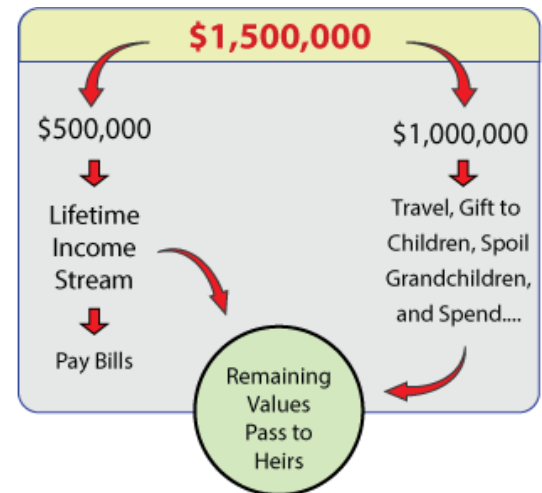 $1,500,000
$500,000
Lifetime
Income
Stream
Pay Bills
$1,000,000
Travel, Gift to
Children, Spoil
Grandchildren,
and Spend....
Remaining
Values
Pass to
Heirs